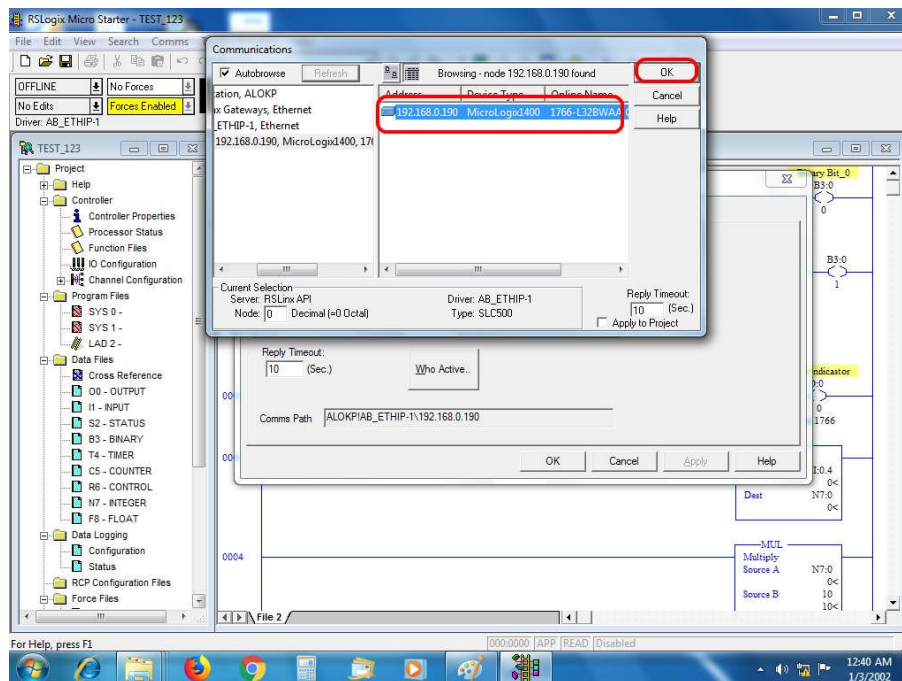 RSLogix Micro Starter - TEST_123
File Edit View Search Comms
OFFLINE No Forces
No Edits Forces Enabled
Driver: AB_ETHIP-1
Communications
Autobrowse Refresh Browsing - node 192.168.0.190 found OK
Cancel
Help
ation, ALOKP
x Gateways, Ethernet
_ETHIP-1, Ethernet
192.168.0.190, MicroLogix1400, 176
Address Device Type Online Name
192.168.0.190 MicroLogix1400 1766-L32BWAA
Current Selection
Server: RSLinx API Driver: AB_ETHIP-1
Node: 0 Decimal (=0 Octal) Type: SLC500
Reply Timeout:
10 (Sec.)
Apply to Project
TEST_123
Project
Help
Controller
Controller Properties
Processor Status
Function Files
IO Configuration
Channel Configuration
Program Files
SYS 0 -
SYS 1 -
LAD 2 -
Data Files
Cross Reference
O0 - OUTPUT
I1 - INPUT
S2 - STATUS
B3 - BINARY
T4 - TIMER
C5 - COUNTER
R6 - CONTROL
N7 - INTEGER
F8 - FLOAT
Data Logging
Configuration
Status
RCP Configuration Files
Force Files
Reply Timeout:
10 (Sec.) Who Active..
Comms Path ALOKP!AB_ETHIP-1\192.168.0.190
OK Cancel Apply Help
ary Bit_0
B3:0
0
B3:0
1
ndicastor
0:0
0
1766
00
00
I:0.4
0<
Dest N7:0
0<
0004
MUL
Multiply
Source A N7:0
0<
Source B 10
10<
File 2
For Help, press F1
000:0000 APP READ Disabled
12:40 AM
1/3/2002